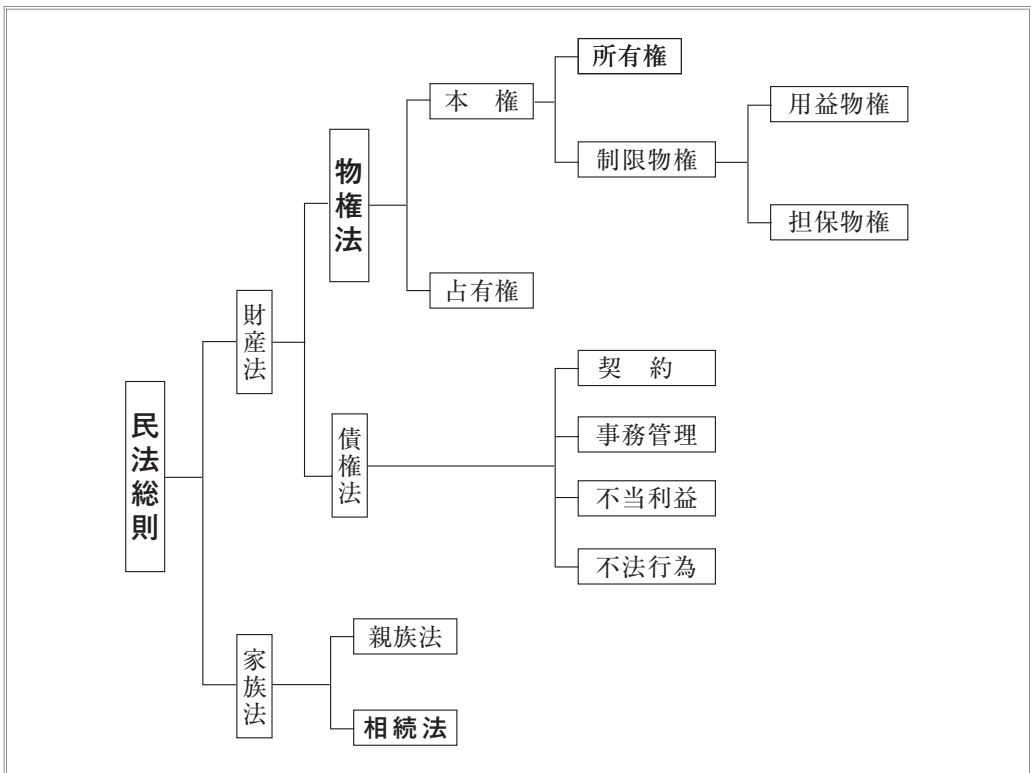 民法総則
財産法
物権法
本　権
所有権
制限物権
用益物権
担保物権
占有権
債権法
契　約
事務管理
不当利益
不法行為
家族法
親族法
相続法